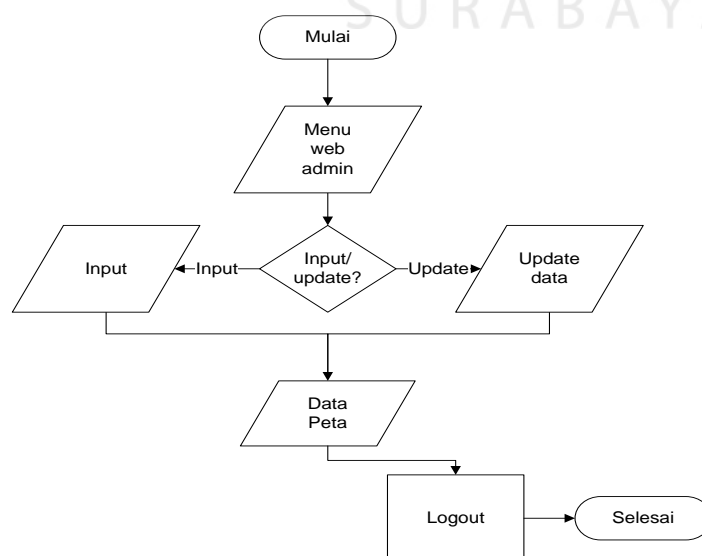 SURABAYA
Mulai
Menu
web
admin
Input/
update?
Input
Input
Update
Update
data
Data
Peta
Logout
Selesai